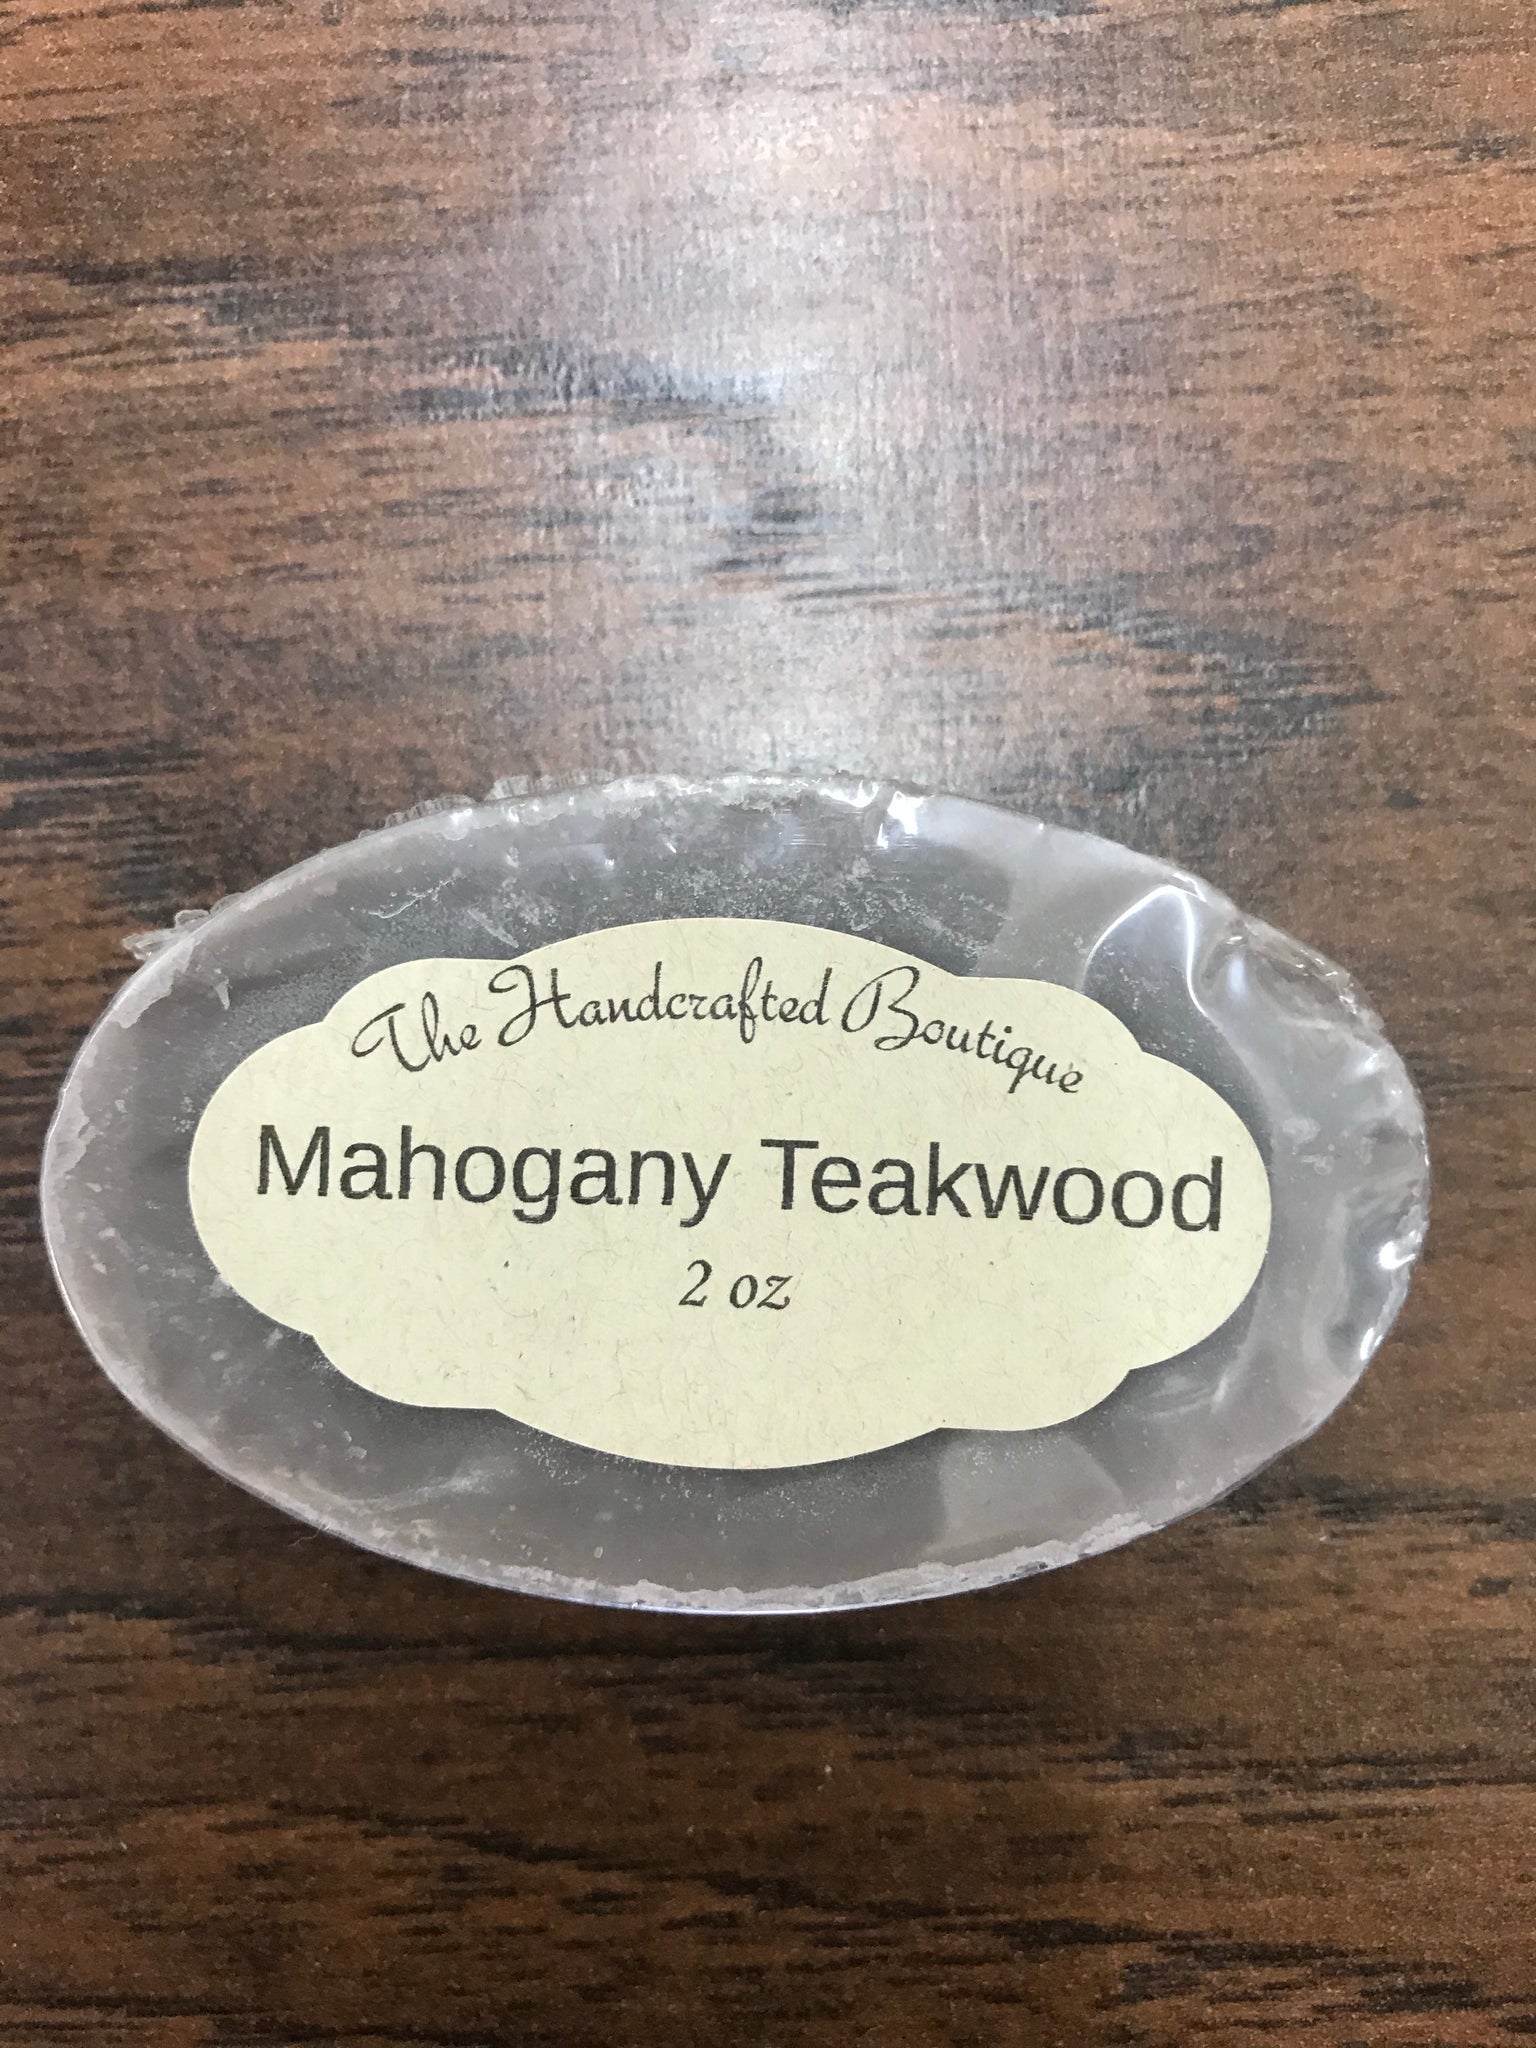 The Handcrafted Boutique
Mahogany Teakwood
2 oz